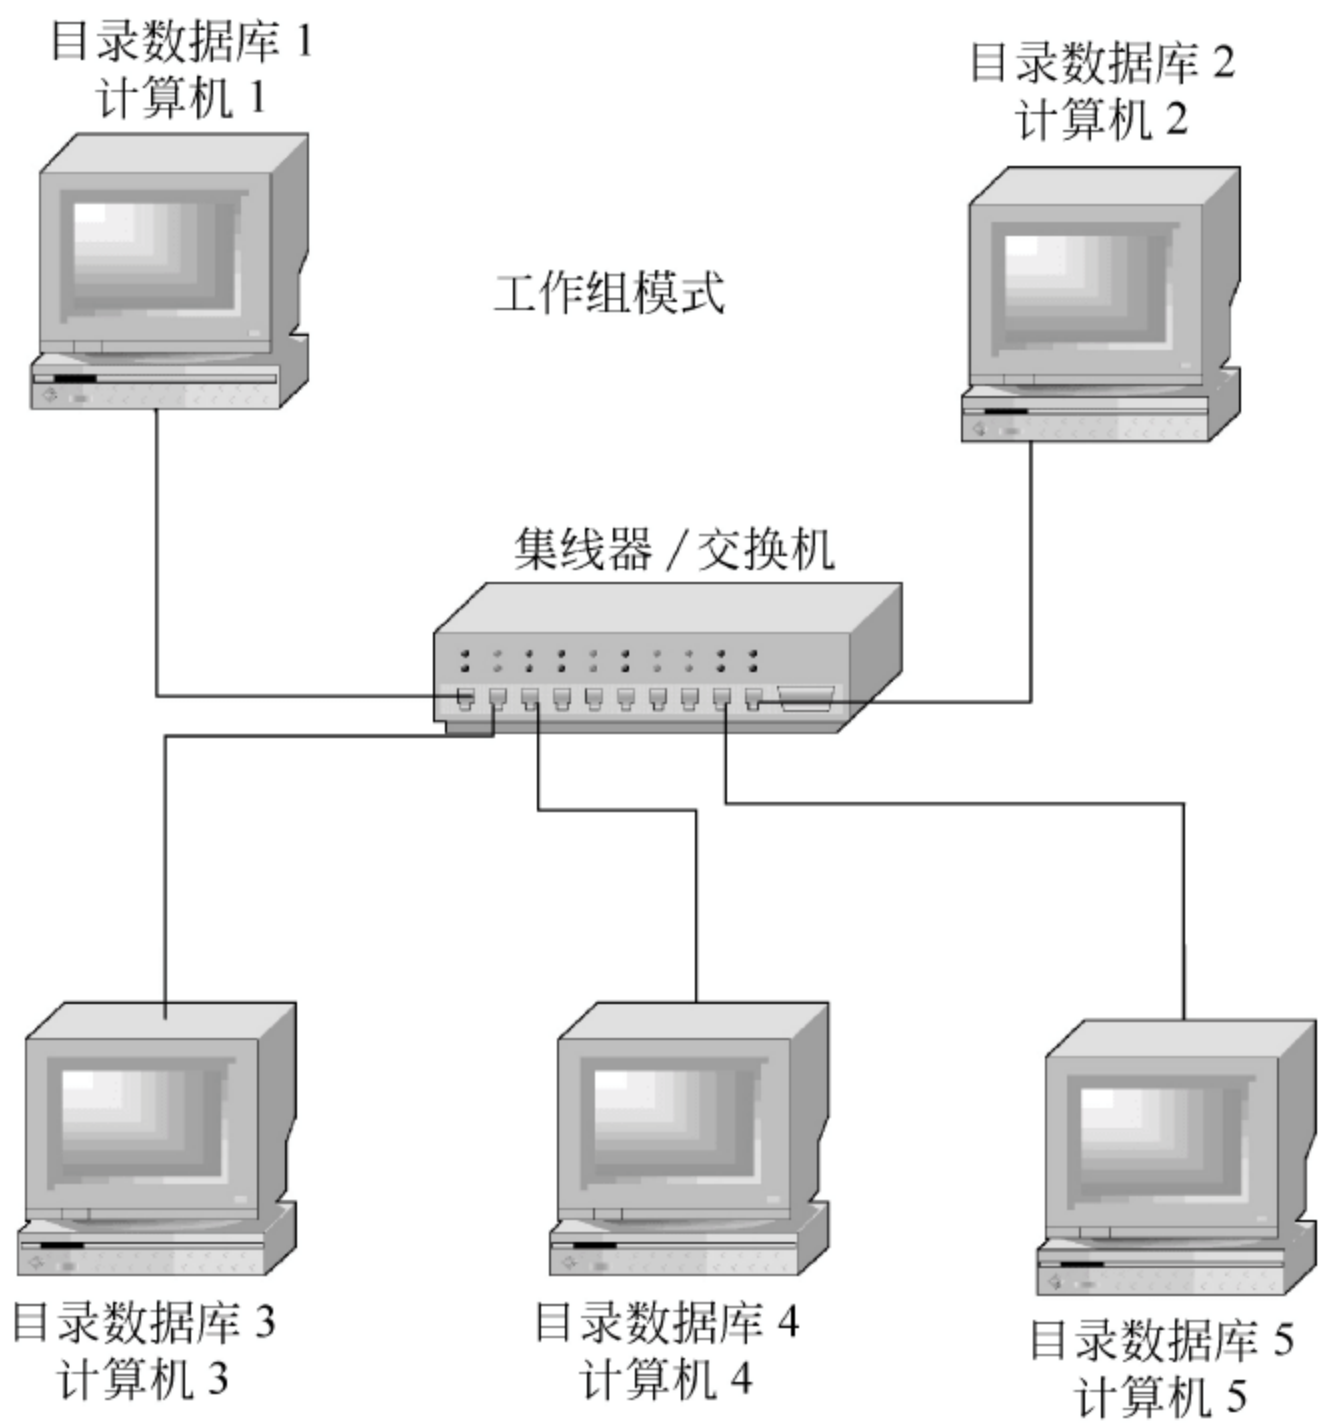 目录数据库 1
计算机 1
目录数据库 2
计算机 2
工作组模式
集线器 / 交换机
目录数据库 3
计算机 3
目录数据库 4
计算机 4
目录数据库 5
计算机 5